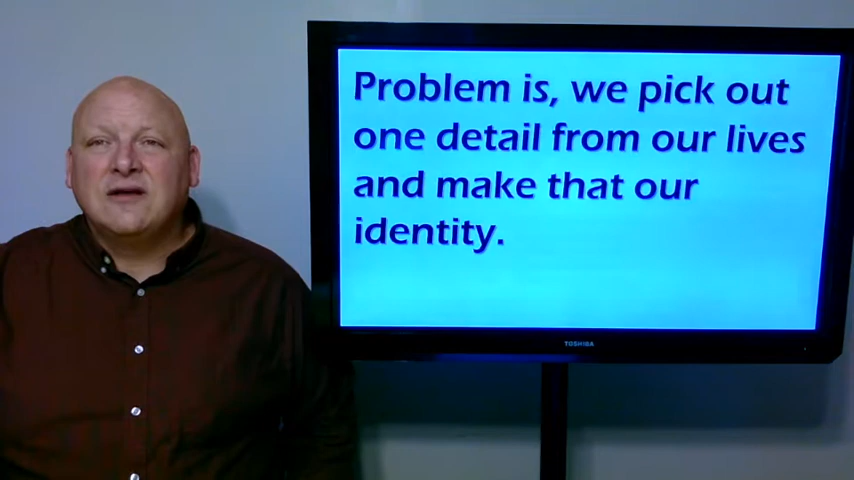 Problem is, we pick out
one detail from our lives
and make that our
identity.
TOSHIBA